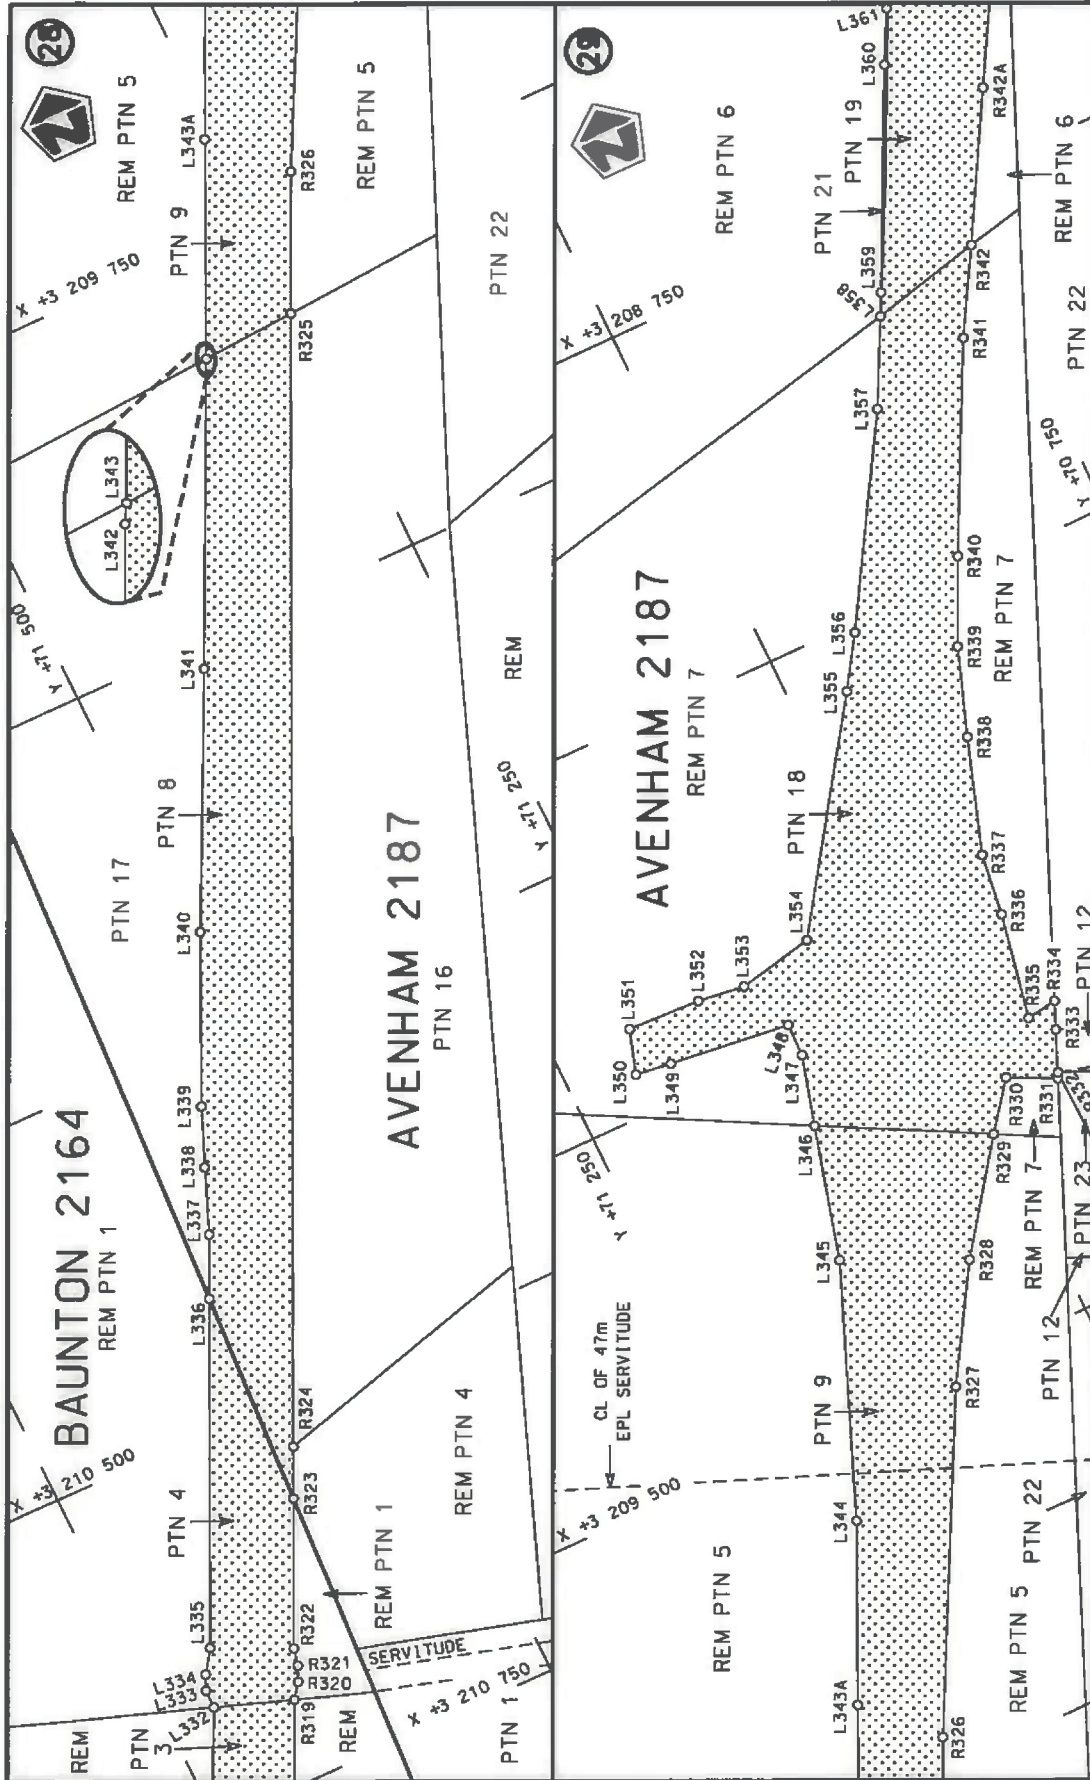 28
REM PTN 5
L343A
PTN 9
X +3 209 750
REM PTN 5
R326
PTN 22
R325
L342
L343
Y +71 500
L341
REM
PTN 8
PTN 17
Y +71 250
L340
AVENHAM 2187
PTN 16
L339
L338
L337
BAUNTON 2164
REM PTN 1
L336
R324
REM PTN 4
R323
X +3 210 500
PTN 4
REM PTN 1
L335
R322
SERVITUDE
L334
R321
L333
R320
L332
R319
X +3 210 750
REM
PTN
3
REM
PTN 1
29
L361
L360
R342A
PTN 19
REM PTN 6
PTN 21
REM PTN 6
L359
L358
R342
X +3 208 750
R341
PTN 22
L357
Y +70 750
R340
AVENHAM 2187
REM PTN 7
L356
R339
REM PTN 7
L355
R338
PTN 18
R337
L354
R336
L353
L352
L351
R335
R334
PTN 12
R333
L348
L347
L350
L349
R330
R331
R332
L346
R329
REM PTN 7
PTN 23
Y +71 250
L345
R328
PTN 12
CL OF 47m
EPL SERVITUDE
PTN 9
R327
X +3 209 500
L344
PTN 22
REM PTN 5
REM PTN 5
L343A
R326